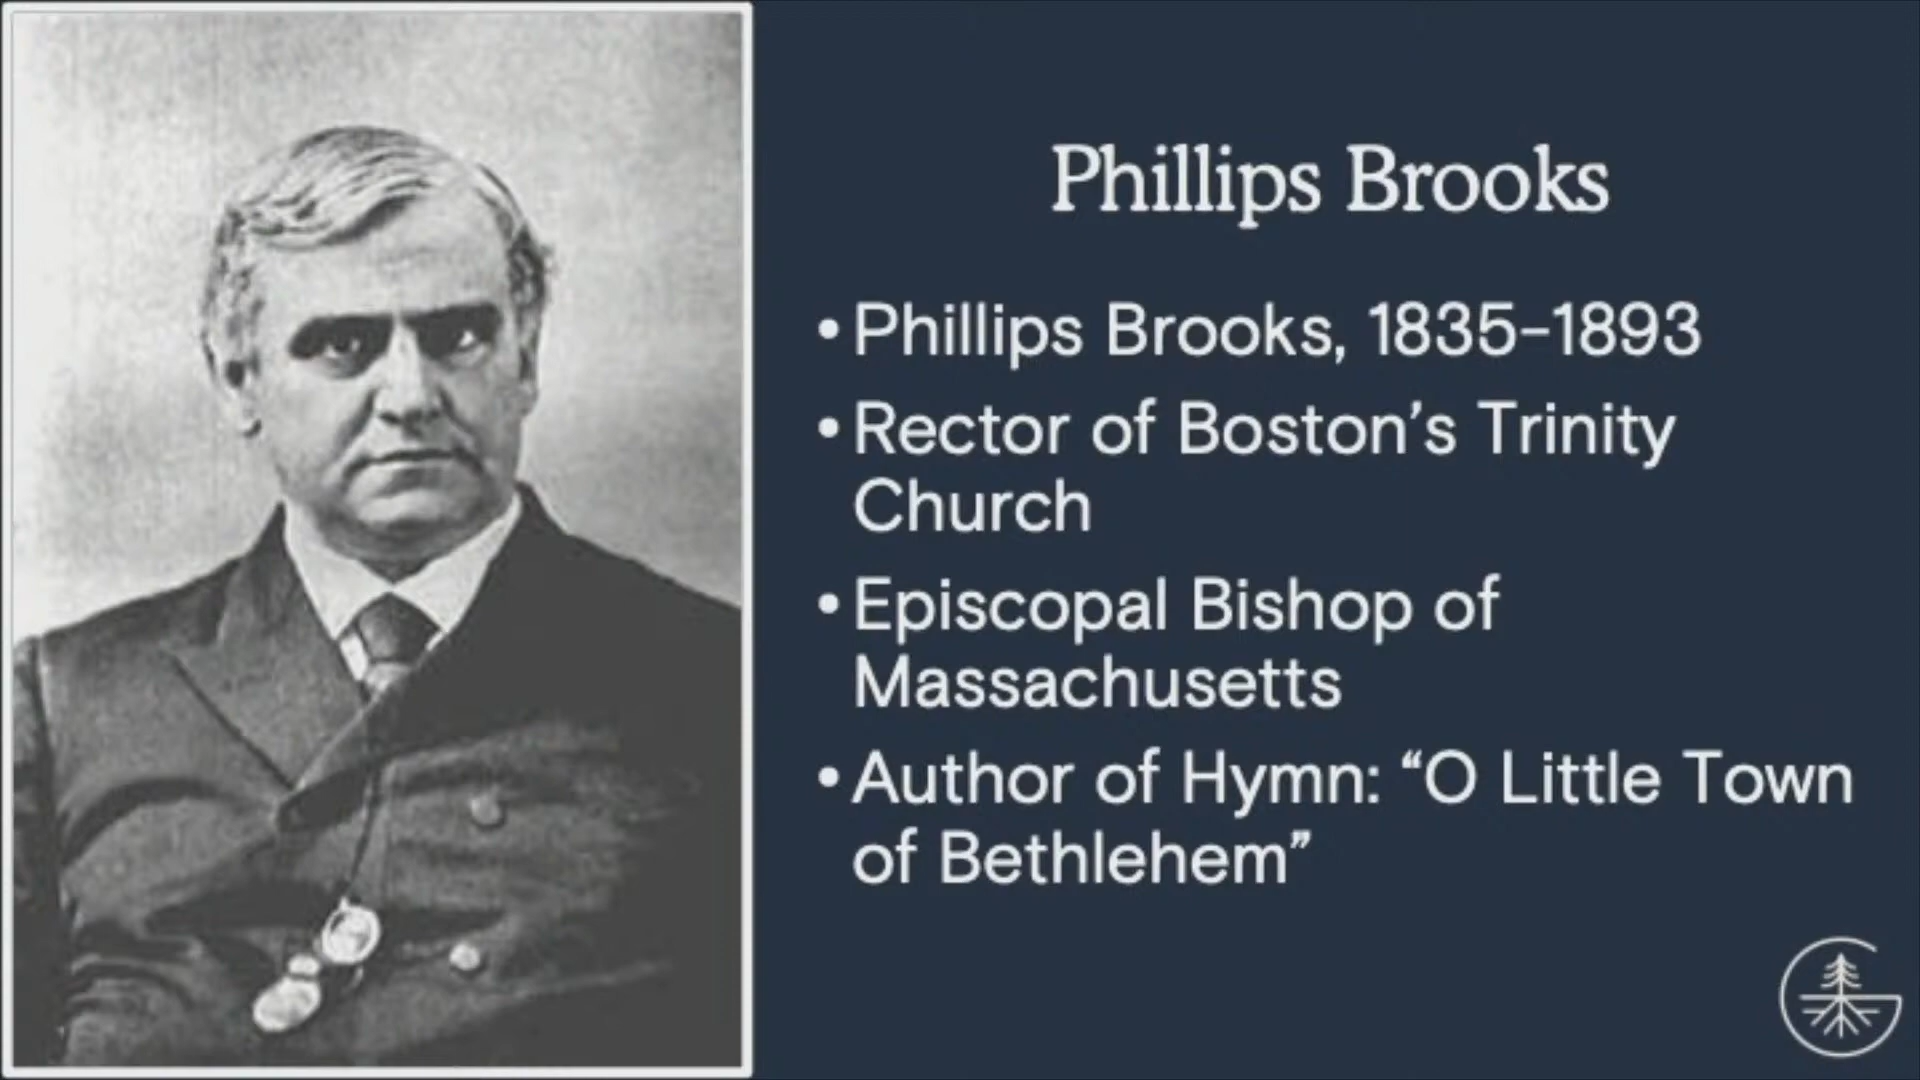 Phillips Brooks
• Phillips Brooks, 1835–1893
• Rector of Boston’s Trinity
Church
• Episcopal Bishop of
Massachusetts
• Author of Hymn: “O Little Town
of Bethlehem”